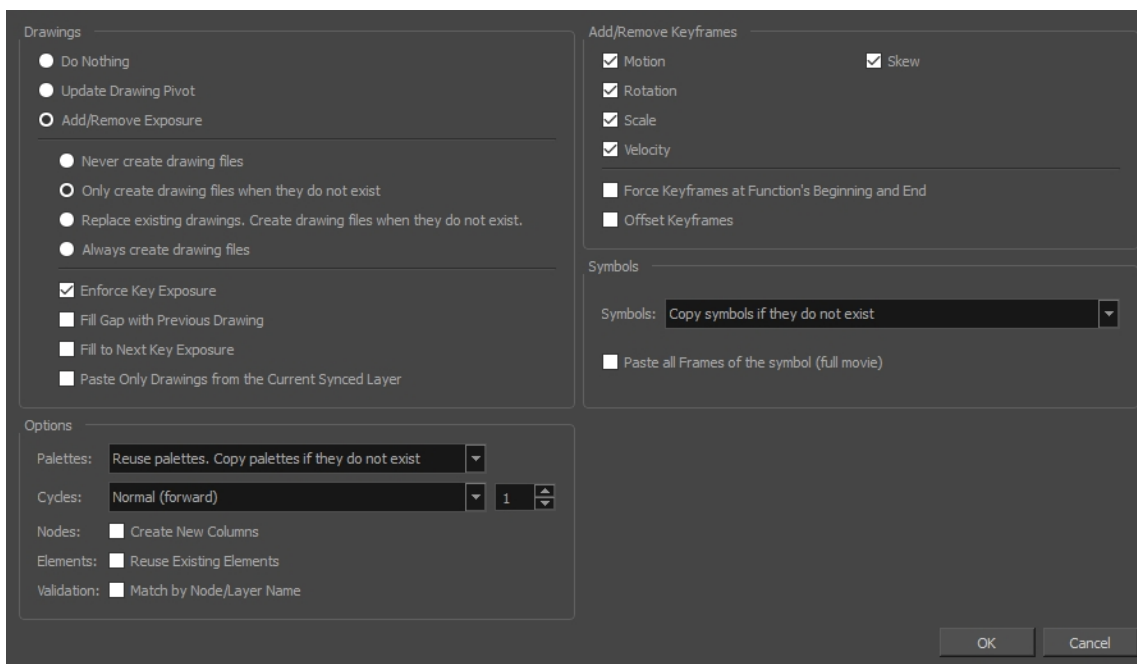 Drawings
Do Nothing
Update Drawing Pivot
Add/Remove Exposure
Never create drawing files
Only create drawing files when they do not exist
Replace existing drawings. Create drawing files when they do not exist.
Always create drawing files
Enforce Key Exposure
Fill Gap with Previous Drawing
Fill to Next Key Exposure
Paste Only Drawings from the Current Synced Layer
Options
Palettes: Reuse palettes. Copy palettes if they do not exist
Cycles: Normal (forward) 1
Nodes: Create New Columns
Elements: Reuse Existing Elements
Validation: Match by Node/Layer Name
Add/Remove Keyframes
Motion Skew
Rotation
Scale
Velocity
Force Keyframes at Function's Beginning and End
Offset Keyframes
Symbols
Symbols: Copy symbols if they do not exist
Paste all Frames of the symbol (full movie)
OK Cancel